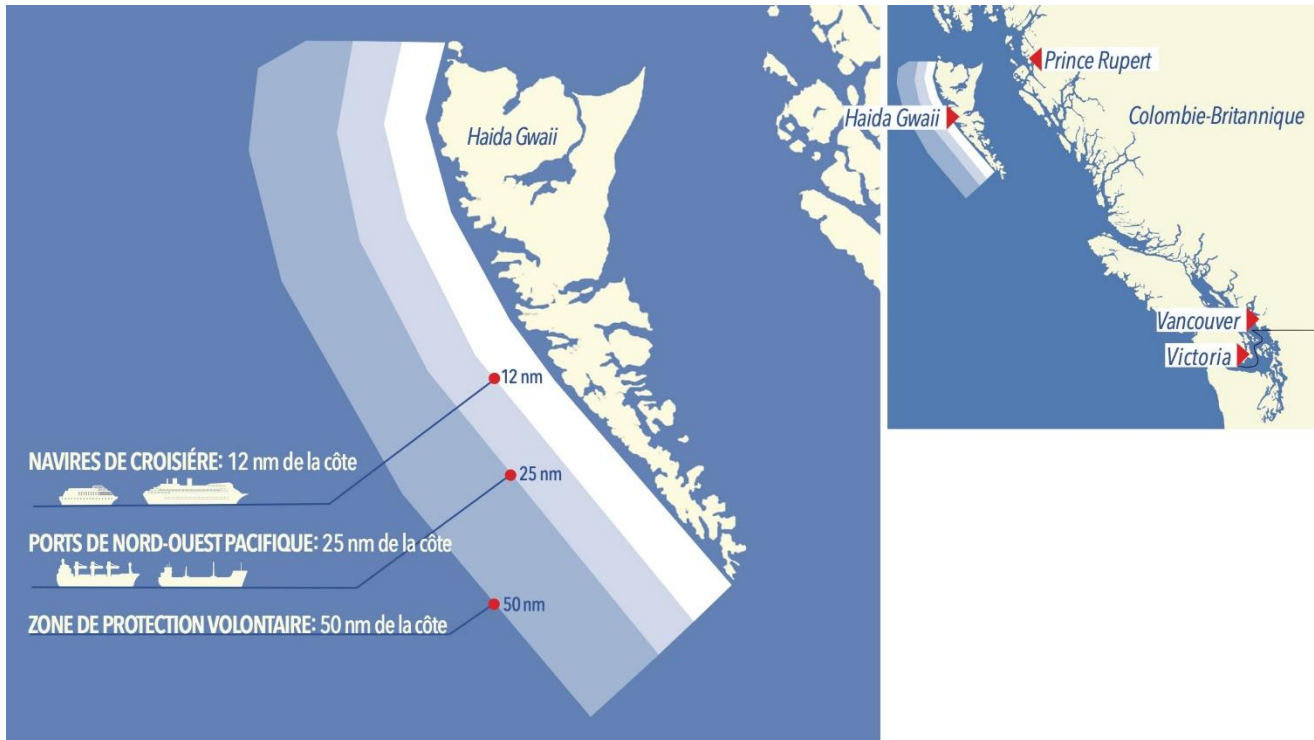 Haida Gwaii
12 nm
25 nm
50 nm
NAVIRES DE CROISIÉRE: 12 nm de la côte
PORTS DE NORD-OUEST PACIFIQUE: 25 nm de la côte
ZONE DE PROTECTION VOLONTAIRE: 50 nm de la côte
Prince Rupert
Haida Gwaii
Colombie-Britannique
Vancouver
Victoria